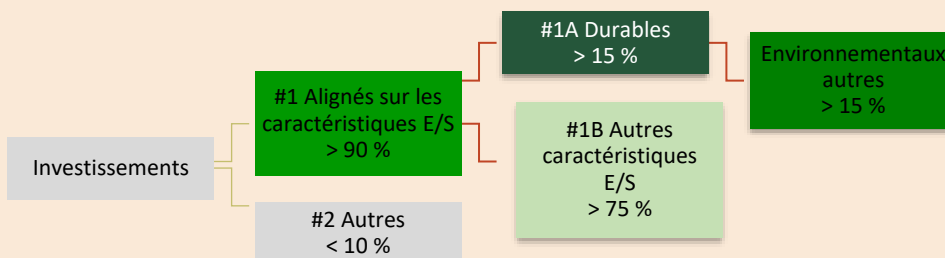 Investissements
#1 Alignés sur les
caractéristiques E/S
> 90 %
#2 Autres
< 10 %
#1A Durables
> 15 %
#1B Autres
caractéristiques
E/S
> 75 %
Environnementaux
autres
> 15 %